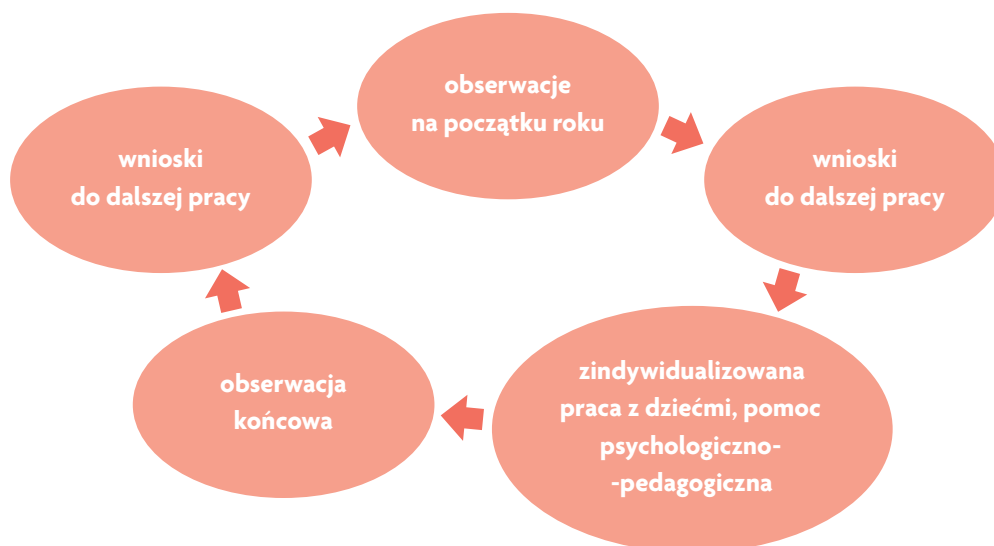 obserwacje
na początku roku
wnioski
do dalszej pracy
zindywidualizowana
praca z dziećmi, pomoc
psychologiczno-
-pedagogiczna
obserwacja
końcowa
wnioski
do dalszej pracy